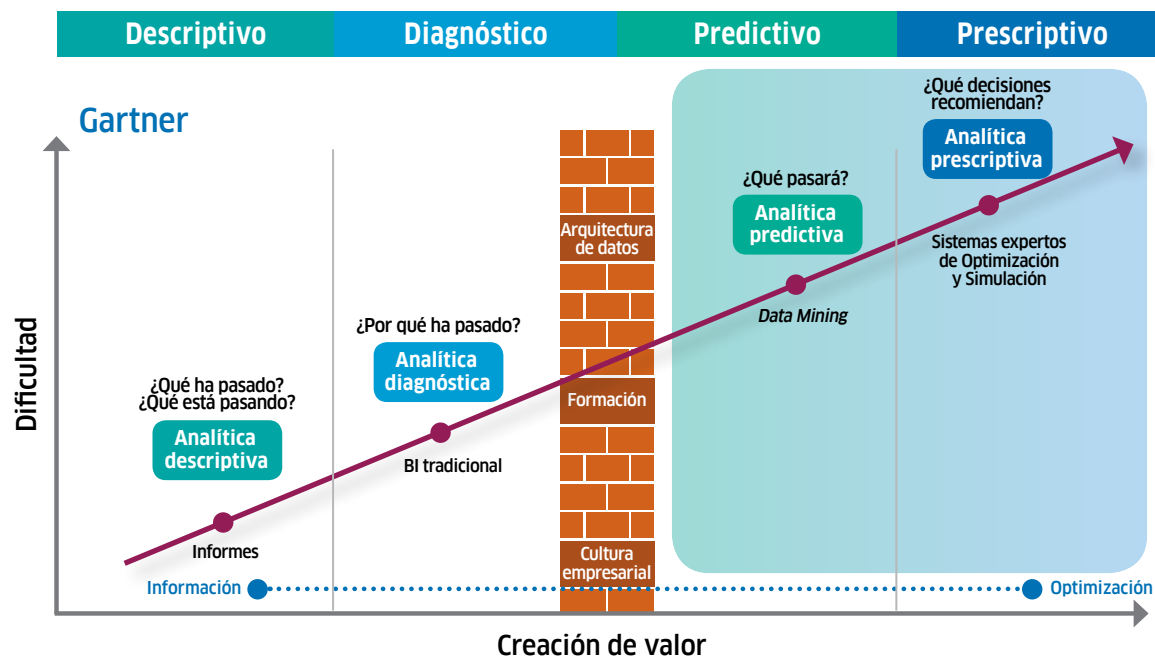 Descriptivo
Diagnóstico
Predictivo
Prescriptivo
Gartner
¿Qué decisiones
recomiendan?
Analítica
prescriptiva
¿Qué pasará?
Analítica
predictiva
Arquitectura
de datos
Sistemas expertos
de Optimización
y Simulación
Data Mining
¿Por qué ha pasado?
Analítica
diagnóstica
Formación
¿Qué ha pasado?
¿Qué está pasando?
Analítica
descriptiva
BI tradicional
Informes
Cultura
empresarial
Información
Optimización
Dificultad
Creación de valor